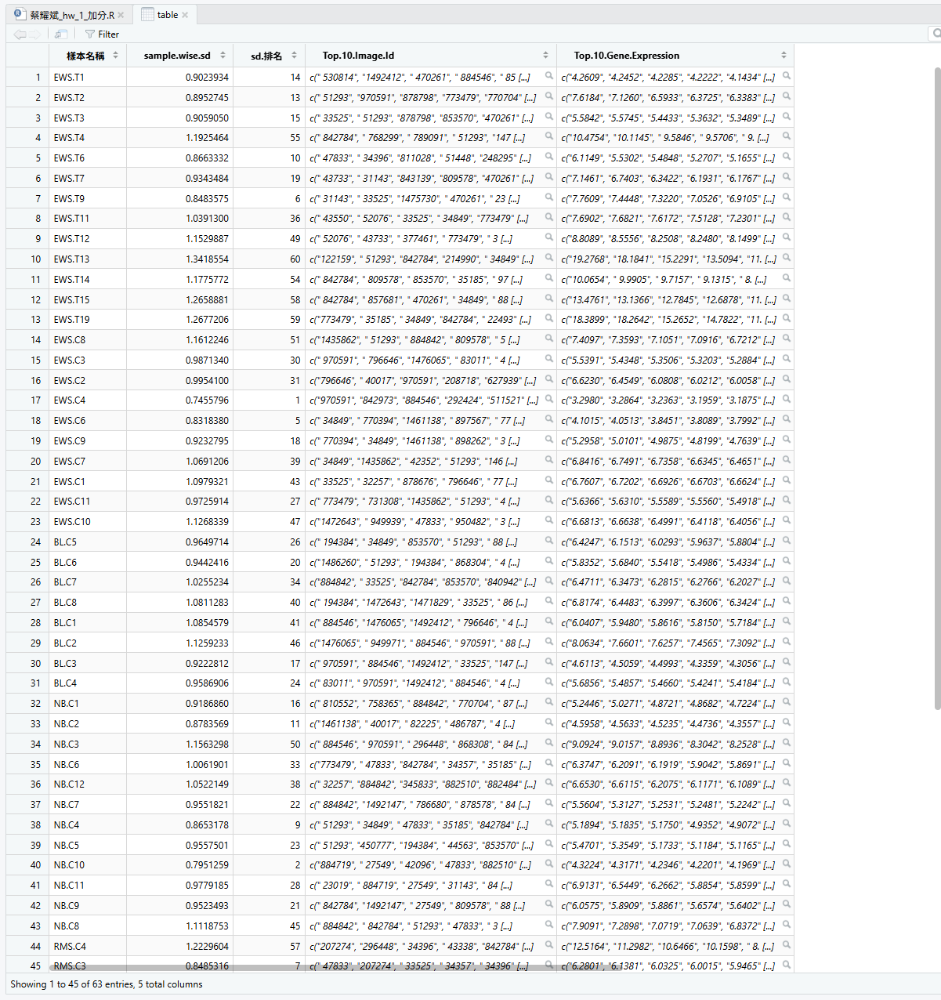 蔡耀斌_hw_1_加分.R table
Filter
樣本名稱 sample.wise.sd sd.排名 Top.10.Image.Id Top.10.Gene.Expression
1 EWS.T1 0.9023934 14 c(" 530814", "1492412", " 470261", " 884546", " 85 [...] c("4.2609", "4.2452", "4.2285", "4.2222", "4.1434" [...]
2 EWS.T2 0.8952745 13 c(" 51293", "970591", "878798", "773479", "770704" [...] c("7.6184", "7.1260", "6.5933", "6.3725", "6.3383" [...]
3 EWS.T3 0.9059050 15 c(" 33525", " 51293", "878798", "853570", "470261" [...] c("5.5842", "5.5745", "5.4433", "5.3632", "5.3489" [...]
4 EWS.T4 1.1925464 55 c(" 842784", " 768299", " 789091", " 51293", "147 [...] c("10.4754", "10.1145", " 9.5846", " 9.5706", " 9. [...]
5 EWS.T6 0.8663332 10 c(" 47833", " 34396", "811028", " 51448", "248295" [...] c("6.1149", "5.5302", "5.4848", "5.2707", "5.1655" [...]
6 EWS.T7 0.9343484 19 c(" 43733", " 31143", "843139", "809578", "470261" [...] c("7.1461", "6.7403", "6.3422", "6.1931", "6.1767" [...]
7 EWS.T9 0.8483575 6 c(" 31143", " 33525", "1475730", " 470261", " 23 [...] c("7.7609", "7.4448", "7.3220", "7.0526", "6.9105" [...]
8 EWS.T11 1.0391300 36 c(" 43550", " 52076", " 33525", " 34849", "773479" [...] c("7.6902", "7.6821", "7.6172", "7.5128", "7.2301" [...]
9 EWS.T12 1.1529887 49 c(" 52076", " 43733", " 377461", " 773479", " 3 [...] c("8.8089", "8.5556", "8.2508", "8.2480", "8.1499" [...]
10 EWS.T13 1.3418554 60 c("122159", " 51293", "842784", "214990", " 34849" [...] c("19.2768", "18.1841", "15.2291", "13.5094", "11. [...]
11 EWS.T14 1.1775772 54 c(" 842784", " 809578", " 853570", " 35185", " 97 [...] c("10.0654", " 9.9905", " 9.7157", " 9.1315", " 8. [...]
12 EWS.T15 1.2658881 58 c(" 842784", " 857681", " 470261", " 34849", " 88 [...] c("13.4761", "13.1366", "12.7845", "12.6878", "11. [...]
13 EWS.T19 1.2677206 59 c("773479", " 35185", " 34849", "842784", " 22493" [...] c("18.3899", "18.2642", "15.2652", "14.7822", "11. [...]
14 EWS.C8 1.1612246 51 c("1435862", " 51293", " 884842", " 809578", " 5 [...] c("7.4097", "7.3593", "7.1051", "7.0916", "6.7212" [...]
15 EWS.C3 0.9871340 30 c(" 970591", " 796646", "1476065", " 83011", " 4 [...] c("5.5391", "5.4348", "5.3506", "5.3203", "5.2884" [...]
16 EWS.C2 0.9954100 31 c("796646", " 40017", "970591", "208718", "627939" [...] c("6.6230", "6.4549", "6.0808", "6.0212", "6.0058" [...]
17 EWS.C4 0.7455796 1 c("970591", "842973", "884546", "292424", "511521" [...] c("3.2980", "3.2864", "3.2363", "3.1959", "3.1875" [...]
18 EWS.C6 0.8318380 5 c(" 34849", " 770394", "1461138", " 897567", " 77 [...] c("4.1015", "4.0513", "3.8451", "3.8089", "3.7992" [...]
19 EWS.C9 0.9232795 18 c(" 770394", " 34849", "1461138", " 898262", " 3 [...] c("5.2958", "5.0101", "4.9875", "4.8199", "4.7639" [...]
20 EWS.C7 1.0691206 39 c(" 34849", "1435862", " 42352", " 51293", "146 [...] c("6.8416", "6.7491", "6.7358", "6.6345", "6.4651" [...]
21 EWS.C1 1.0979321 43 c(" 33525", " 32257", " 878676", " 796646", " 77 [...] c("6.7607", "6.7202", "6.6926", "6.6703", "6.6624" [...]
22 EWS.C11 0.9725914 27 c(" 773479", " 731308", "1435862", " 51293", " 4 [...] c("5.6366", "5.6310", "5.5589", "5.5560", "5.4918" [...]
23 EWS.C10 1.1268339 47 c("1472643", " 949939", " 47833", " 950482", " 3 [...] c("6.6813", "6.6638", "6.4991", "6.4118", "6.4056" [...]
24 BL.C5 0.9649714 26 c(" 194384", " 34849", " 853570", " 51293", " 88 [...] c("6.4247", "6.1513", "6.0293", "5.9637", "5.8804" [...]
25 BL.C6 0.9442416 20 c("1486260", " 51293", " 194384", " 868304", " 4 [...] c("5.8352", "5.6840", "5.5418", "5.4986", "5.4334" [...]
26 BL.C7 1.0255234 34 c("884842", " 33525", "842784", "853570", "840942" [...] c("6.4711", "6.3473", "6.2815", "6.2766", "6.2027" [...]
27 BL.C8 1.0811283 40 c(" 194384", "1472643", "1471829", " 33525", " 86 [...] c("6.8174", "6.4483", "6.3997", "6.3606", "6.3424" [...]
28 BL.C1 1.0854579 41 c(" 884546", "1476065", "1492412", " 796646", " 4 [...] c("6.0407", "5.9480", "5.8616", "5.8150", "5.7184" [...]
29 BL.C2 1.1259233 46 c("1476065", " 949971", " 884546", " 970591", " 88 [...] c("8.0634", "7.6601", "7.6257", "7.4565", "7.3092" [...]
30 BL.C3 0.9222812 17 c(" 970591", " 884546", "1492412", " 33525", "147 [...] c("4.6113", "4.5059", "4.4993", "4.3359", "4.3056" [...]
31 BL.C4 0.9586906 24 c(" 83011", " 970591", "1492412", " 884546", " 4 [...] c("5.6856", "5.4857", "5.4660", "5.4241", "5.4184" [...]
32 NB.C1 0.9186860 16 c(" 810552", " 758365", " 884842", " 770704", " 87 [...] c("5.2446", "5.0271", "4.8721", "4.8682", "4.7224" [...]
33 NB.C2 0.8783569 11 c("1461138", " 40017", " 82225", " 486787", " 4 [...] c("4.5958", "4.5633", "4.5235", "4.4736", "4.3557" [...]
34 NB.C3 1.1563298 50 c(" 884546", " 970591", " 296448", " 868308", " 84 [...] c("9.0924", "9.0157", "8.8936", "8.3042", "8.2528" [...]
35 NB.C6 1.0061901 33 c("773479", " 47833", "842784", " 34357", " 35185" [...] c("6.3747", "6.2091", "6.1919", "5.9042", "5.8691" [...]
36 NB.C12 1.0522149 38 c(" 32257", "884842", "345833", "882510", "882484" [...] c("6.6530", "6.6115", "6.2075", "6.1171", "6.1089" [...]
37 NB.C7 0.9551821 22 c(" 884842", "1492147", " 786680", " 878577", " 84 [...] c("5.5604", "5.3127", "5.2531", "5.2481", "5.2242" [...]
38 NB.C4 0.8653178 9 c(" 51293", " 34849", " 47833", " 35185", "842784" [...] c("5.1894", "5.1835", "5.1750", "4.9352", "4.9072" [...]
39 NB.C5 0.9557501 23 c(" 51293", "450777", "194384", " 44563", "853570" [...] c("5.4701", "5.3549", "5.1733", "5.1184", "5.1165" [...]
40 NB.C10 0.7951259 2 c("884719", " 27549", " 42096", " 47833", "882510" [...] c("4.3224", "4.3171", "4.2346", "4.2201", "4.1969" [...]
41 NB.C11 0.9779185 28 c(" 23019", " 884719", " 27549", " 31143", " 84 [...] c("6.9131", "6.5449", "6.2662", "5.8854", "5.8599" [...]
42 NB.C9 0.9523493 21 c(" 842784", "1492147", " 27549", " 809578", " 88 [...] c("6.0575", "5.8909", "5.8861", "5.6574", "5.6402" [...]
43 NB.C8 1.1118753 45 c(" 884842", " 842784", " 51293", " 47833", " 3 [...] c("7.9091", "7.2898", "7.0719", "7.0639", "6.8372" [...]
44 RMS.C4 1.2229604 57 c("207274", "296448", " 34396", " 43338", "842784" [...] c("12.5164", "11.2982", "10.6466", "10.1598", " 8. [...]
45 RMS.C3 0.8485316 7 c(" 47833", "207274", " 33525", " 34357", " 34396" [...] c("6.2801", "6.1381", "6.0325", "6.0015", "5.9465" [...]
Showing 1 to 45 of 63 entries, 5 total columns